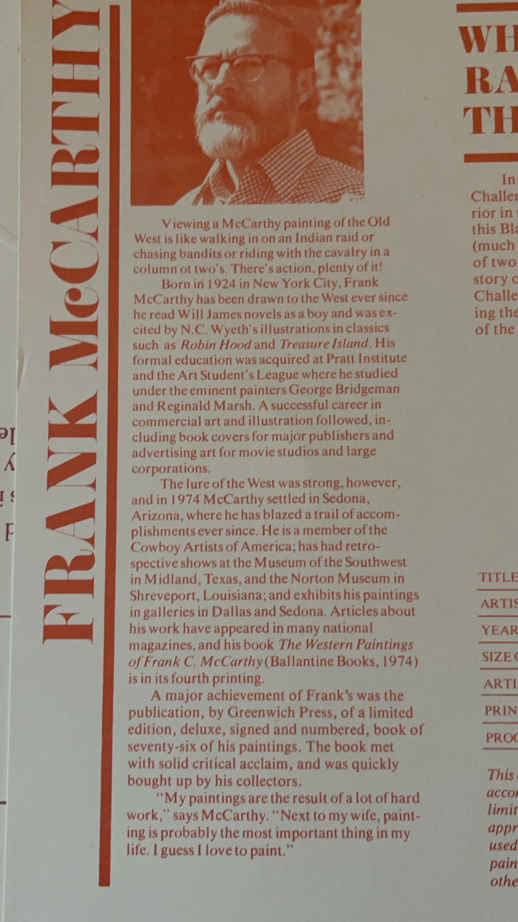 FRANK McCARTHY
Viewing a McCarthy painting of the Old
West is like walking in on an Indian raid or
chasing bandits or riding with the cavalry in a
column ot two's. There's action, plenty of it!
Born in 1924 in New York City, Frank
McCarthy has been drawn to the West ever since
he read Will James novels as a boy and was ex-
cited by N.C. Wyeth's illustrations in classics
such as Robin Hood and Treasure Island. His
formal education was acquired at Pratt Institute
and the Art Student's League where he studied
under the eminent painters George Bridgeman
and Reginald Marsh. A successful career in
commercial art and illustration followed, in-
cluding book covers for major publishers and
advertising art for movie studios and large
corporations.
The lure of the West was strong, however,
and in 1974 McCarthy settled in Sedona,
Arizona, where he has blazed a trail of accom-
plishments ever since. He is a member of the
Cowboy Artists of America; has had retro-
spective shows at the Museum of the Southwest
in Midland, Texas, and the Norton Museum in
Shreveport, Louisiana; and exhibits his paintings
in galleries in Dallas and Sedona. Articles about
his work have appeared in many national
magazines, and his book The Western Paintings
of Frank C. McCarthy (Ballantine Books, 1974)
is in its fourth printing.
A major achievement of Frank's was the
publication, by Greenwich Press, of a limited
edition, deluxe, signed and numbered, book of
seventy-six of his paintings. The book met
with solid critical acclaim, and was quickly
bought up by his collectors.
"My paintings are the result of a lot of hard
work," says McCarthy. "Next to my wife, paint-
ing is probably the most important thing in my
life. I guess I love to paint."
WH
RA
TH
In
Challe
rior in
this Bla
(much
of two
story o
Challe
ing the
of the
TITLE
ARTIS
YEAR
SIZE O
ARTI
PRIN
PROO
This
accor
limit
appr
used
pain
othe